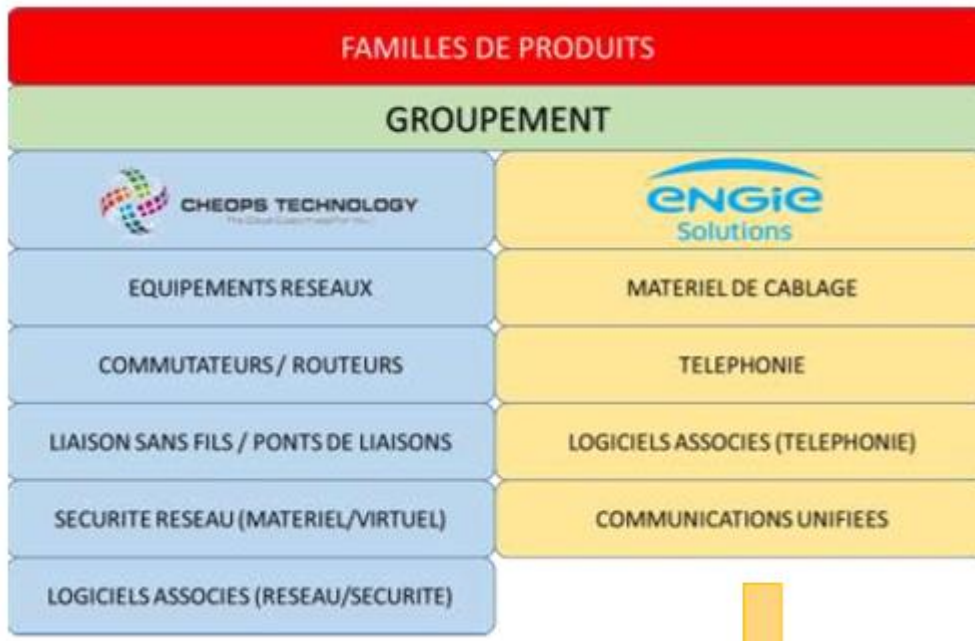 FAMILLES DE PRODUITS
GROUPEMENT
CHEOPS TECHNOLOGY
ENGiE
Solutions
EQUIPEMENTS RESEAUX
MATERIEL DE CABLAGE
COMMUTATEURS / ROUTEURS
TELEPHONIE
LIAISON SANS FILS / PONTS DE LIAISONS
LOGICIELS ASSOCIES (TELEPHONIE)
SECURITE RESEAU (MATERIEL/VIRTUEL)
COMMUNICATIONS UNIFIEES
LOGICIELS ASSOCIES (RESEAU/SECURITE)